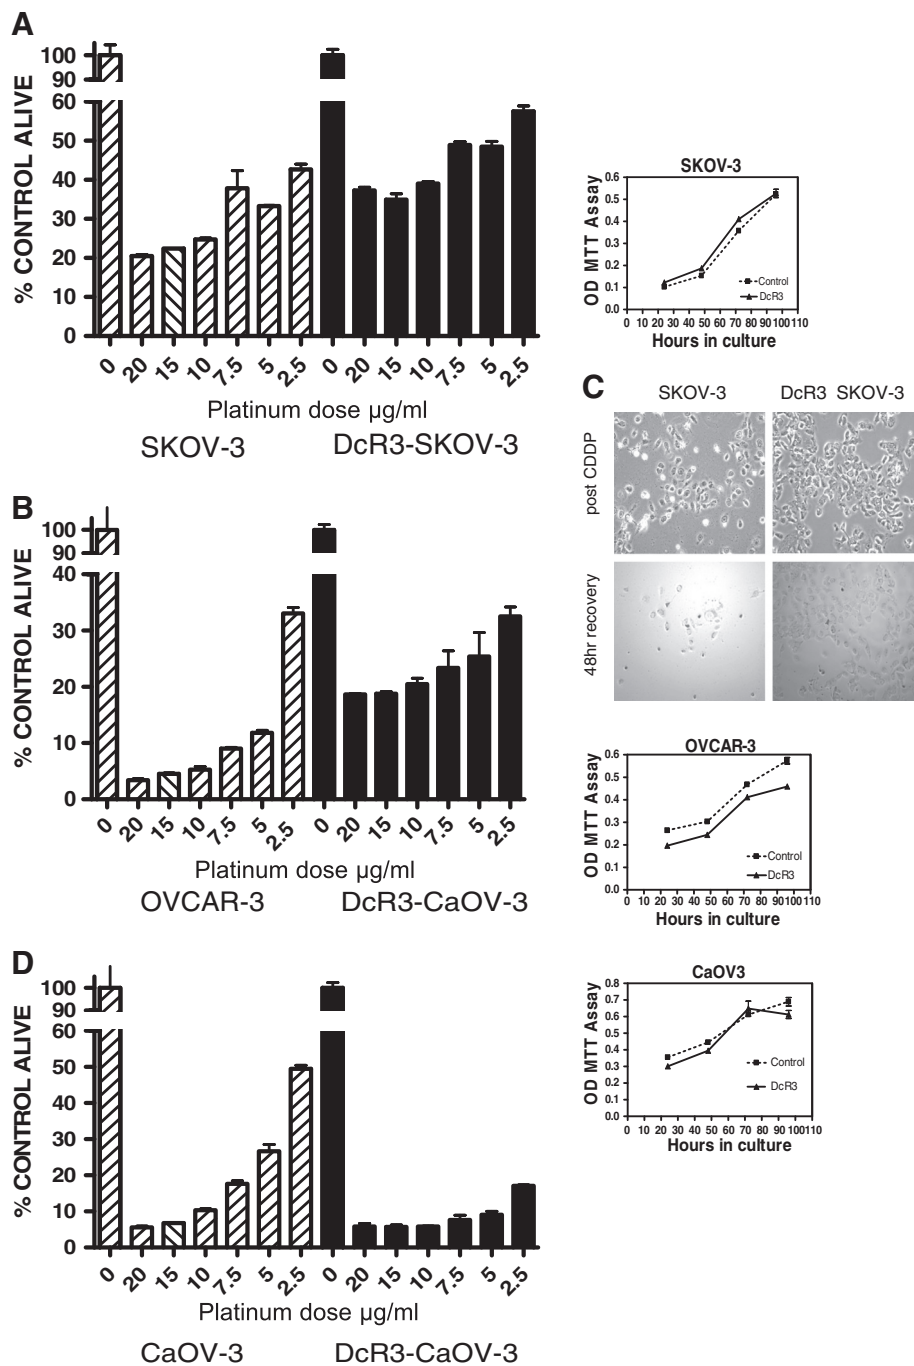 A
% CONTROL ALIVE
100
90
60
50
40
30
20
10
0
0 20 15 10 7.5 5 2.5 0 20 15 10 7.5 5 2.5
Platinum dose µg/ml
SKOV-3 DcR3-SKOV-3
SKOV-3
OD MTT Assay
0.6
0.5
0.4
0.3
0.2
0.1
0.0
Control
DcR3
0 10 20 30 40 50 60 70 80 90 100 110
Hours in culture
C
SKOV-3 DcR3 SKOV-3
post CDDP
48hr recovery
B
% CONTROL ALIVE
100
90
40
30
20
10
0
0 20 15 10 7.5 5 2.5 0 20 15 10 7.5 5 2.5
Platinum dose µg/ml
OVCAR-3 DcR3-CaOV-3
OVCAR-3
OD MTT Assay
0.6
0.5
0.4
0.3
0.2
0.1
0.0
Control
DcR3
0 10 20 30 40 50 60 70 80 90 100 110
Hours in culture
D
% CONTROL ALIVE
100
90
60
50
40
30
20
10
0
0 20 15 10 7.5 5 2.5 0 20 15 10 7.5 5 2.5
Platinum dose µg/ml
CaOV-3 DcR3-CaOV-3
CaOV3
OD MTT Assay
0.8
0.7
0.6
0.5
0.4
0.3
0.2
0.1
0.0
Control
DcR3
0 10 20 30 40 50 60 70 80 90 100 110
Hours in culture